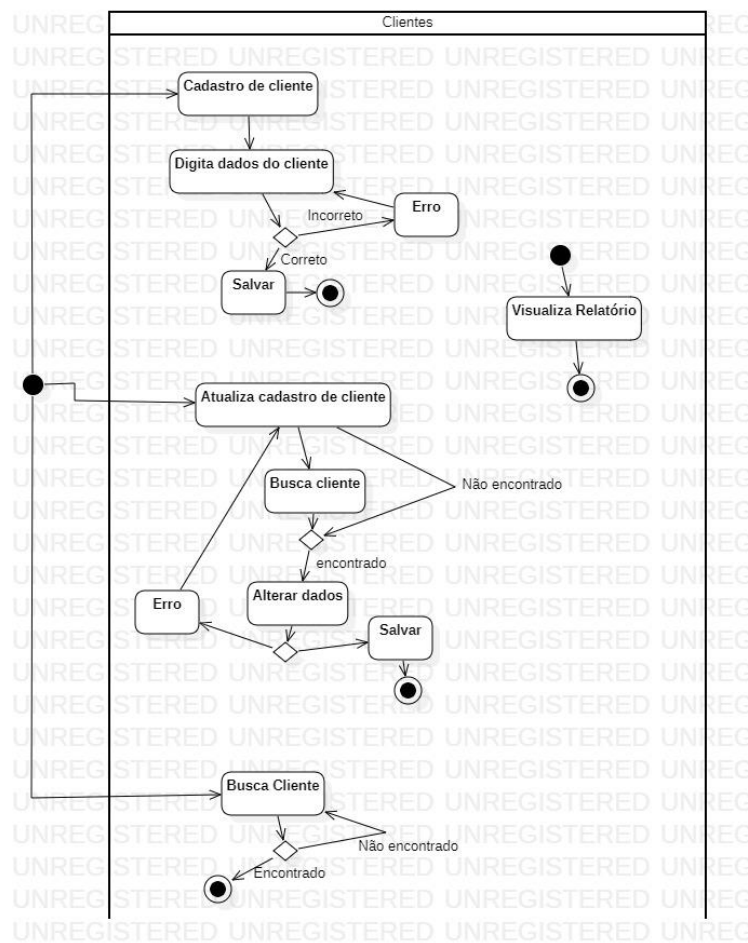 Clientes
Cadastro de cliente
Digita dados do cliente
Incorreto
Erro
Correto
Salvar
Visualiza Relatório
Atualiza cadastro de cliente
Busca cliente
Não encontrado
encontrado
Erro
Alterar dados
Salvar
Busca Cliente
Não encontrado
Encontrado
UNREGISTERED